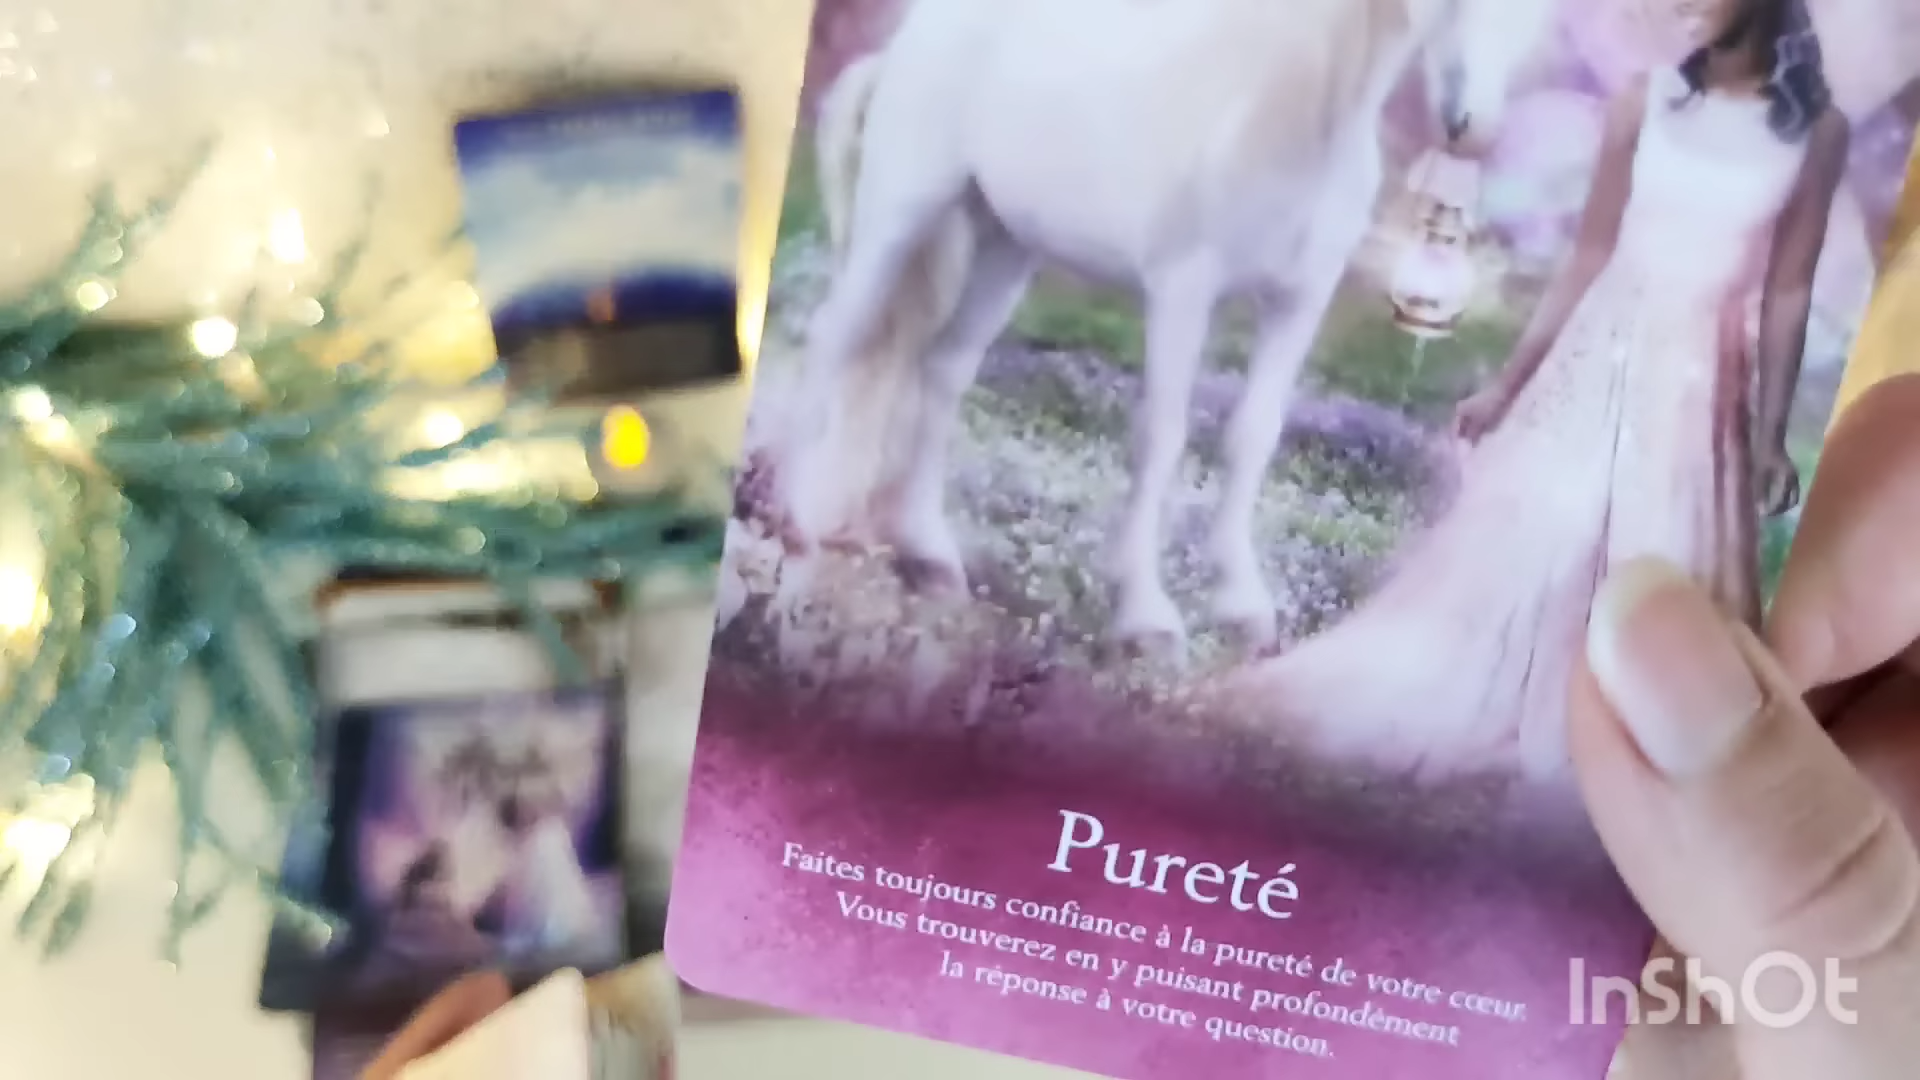 Pureté
Faites toujours confiance à la pureté de votre cœur.
Vous trouverez en y puisant profondément
la réponse à votre question.
InShOt